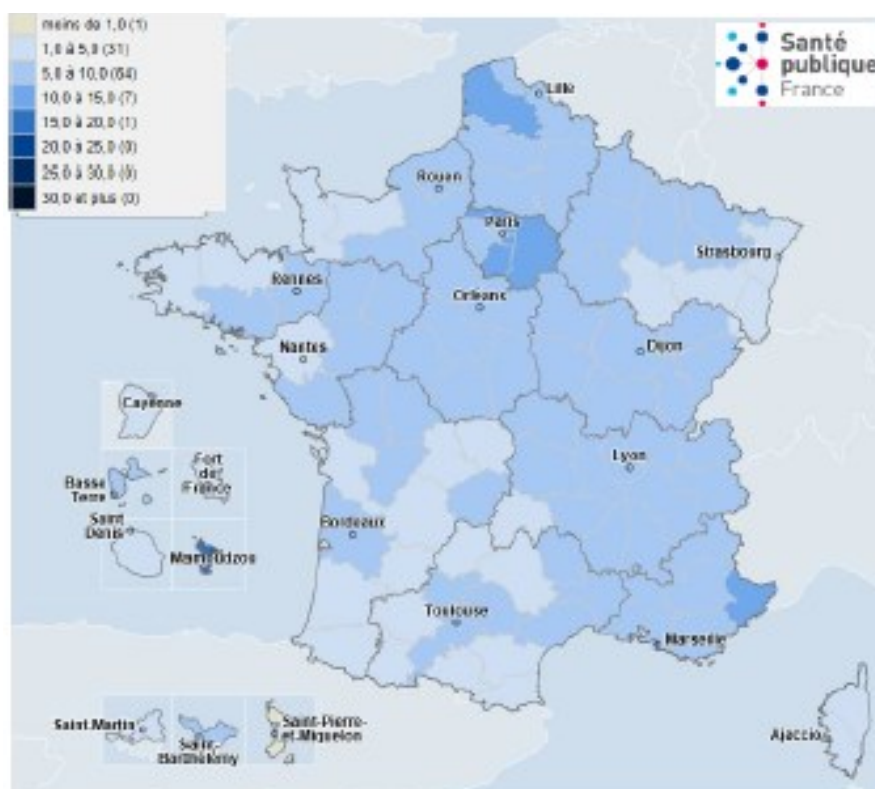 moins de 1,0 (1)
1,0 à 5,0 (31)
5,0 à 10,0 (64)
10,0 à 15,0 (7)
15,0 à 20,0 (1)
20,0 à 25,0 (0)
25,0 à 30,0 (0)
30,0 et plus (0)
Santé
publique
France
Lille
Rouan
Paris
Strasbourg
Rennes
Orléans
Nantes
Dijon
Cayenne
Lyon
Basse
Terre
Fort
de
France
Saint
Denis
Bordeaux
Mamoudzou
Toulouse
Marseille
Saint-Martin
Saint-
Barthélemy
Saint-Pierre-
et-Miquelon
Ajaccio